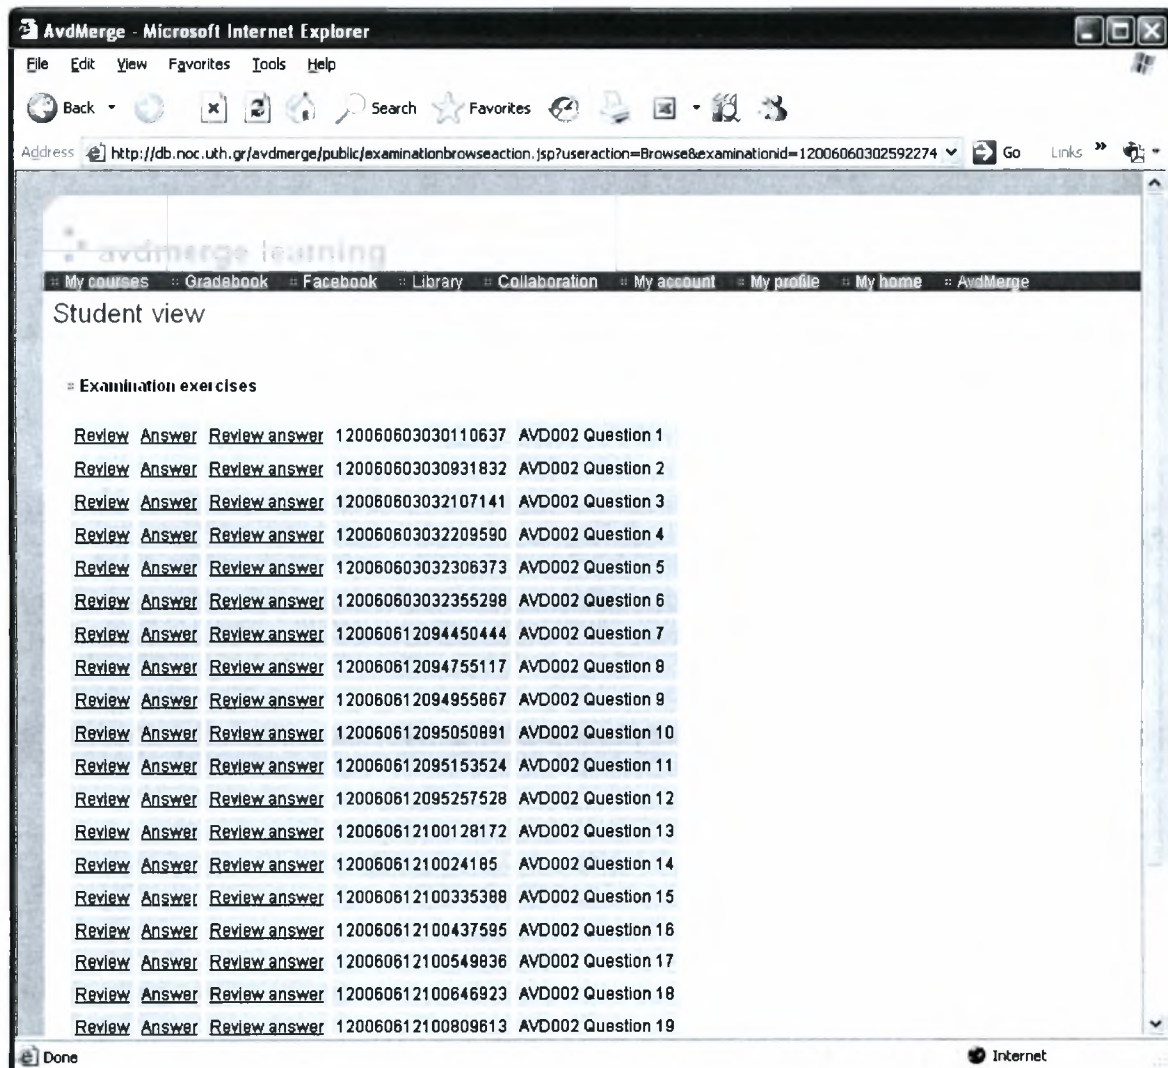 AvdMerge - Microsoft Internet Explorer
File Edit View Favorites Tools Help
Back Search Favorites
Address http://db.noc.uth.gr/avdmerge/public/examinationbrowseaction.jsp?useraction=Browse&examinationid=12006060302592274 Go Links »
avdmerge learning
:: My courses :: Gradebook :: Facebook :: Library :: Collaboration :: My account :: My profile :: My home :: AvdMerge
Student view
:: Examination exercises
Review Answer Review answer 120060603030110637 AVD002 Question 1
Review Answer Review answer 120060603030931832 AVD002 Question 2
Review Answer Review answer 120060603032107141 AVD002 Question 3
Review Answer Review answer 120060603032209590 AVD002 Question 4
Review Answer Review answer 120060603032306373 AVD002 Question 5
Review Answer Review answer 120060603032355298 AVD002 Question 6
Review Answer Review answer 120060612094450444 AVD002 Question 7
Review Answer Review answer 120060612094755117 AVD002 Question 8
Review Answer Review answer 120060612094955867 AVD002 Question 9
Review Answer Review answer 120060612095050891 AVD002 Question 10
Review Answer Review answer 120060612095153524 AVD002 Question 11
Review Answer Review answer 120060612095257528 AVD002 Question 12
Review Answer Review answer 120060612100128172 AVD002 Question 13
Review Answer Review answer 12006061210024185 AVD002 Question 14
Review Answer Review answer 120060612100335388 AVD002 Question 15
Review Answer Review answer 120060612100437595 AVD002 Question 16
Review Answer Review answer 120060612100549836 AVD002 Question 17
Review Answer Review answer 120060612100646923 AVD002 Question 18
Review Answer Review answer 120060612100809613 AVD002 Question 19
Done Internet